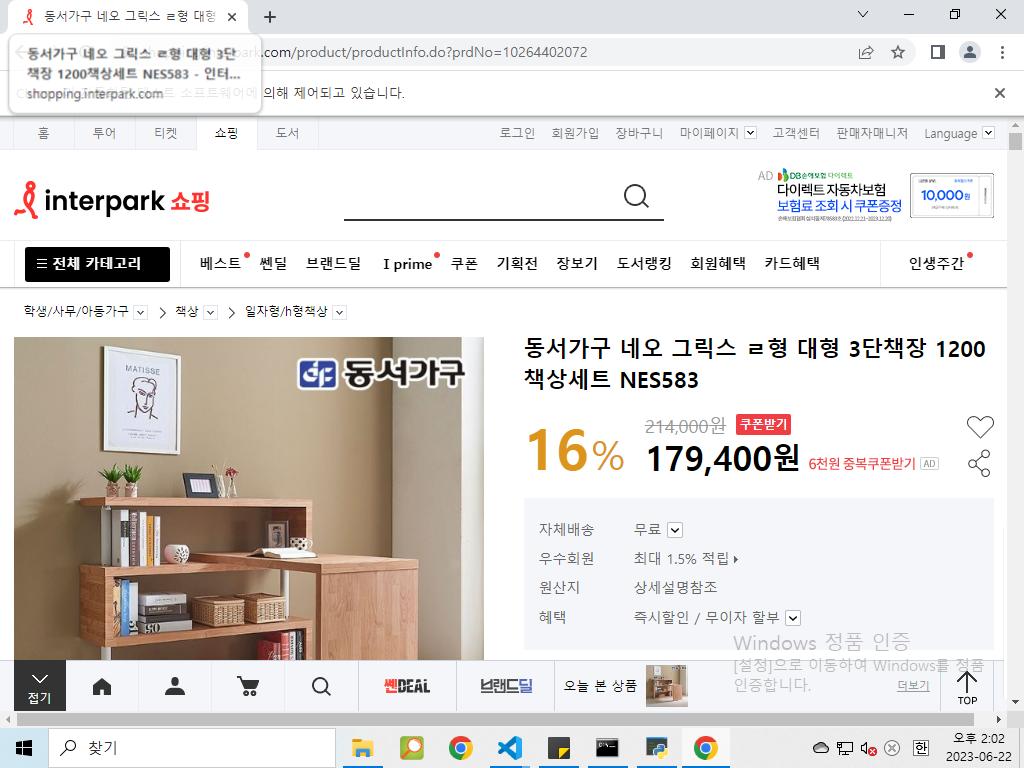 동서가구 네오 그릭스 ㄹ형 대형
동서가구 네오 그릭스 ㄹ형 대형 3단
책장 1200책상세트 NES583 - 인터...
shopping.interpark.com
.com/product/productInfo.do?prdNo=10264402072
의해 제어되고 있습니다.
홈 투어 티켓 쇼핑 도서 로그인 회원가입 장바구니 마이페이지 고객센터 판매자매니저 Language
interpark 쇼핑
AD DB손해보험 다이렉트
다이렉트 자동차보험
보험료 조회 시 쿠폰증정
10,000원
전체 카테고리 베스트 쎈딜 브랜드딜 I prime 쿠폰 기획전 장보기 도서랭킹 회원혜택 카드혜택 인생주간
학생/사무/아동가구 책상 일자형/h형책상
MATISSE
동서가구
동서가구 네오 그릭스 ㄹ형 대형 3단책장 1200
책상세트 NES583
16% 214,000원 쿠폰받기
179,400원 6천원 중복쿠폰받기 AD
자체배송 무료
우수회원 최대 1.5% 적립
원산지 상세설명참조
혜택 즉시할인 / 무이자 할부
Windows 정품 인증
[설정]으로 이동하여 Windows를 정품
인증합니다.
접기 쎈DEAL 브랜드딜 오늘 본 상품 더보기 TOP
찾기 한 오후 2:02
2023-06-22